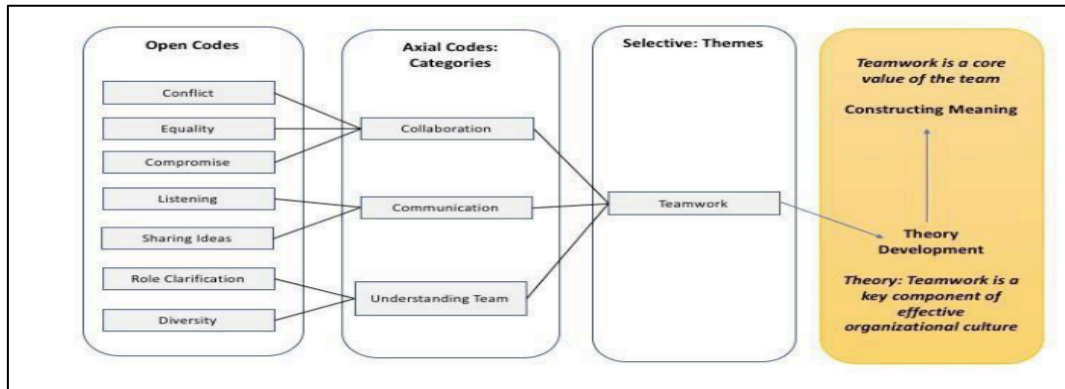 Open Codes
Conflict
Equality
Compromise
Listening
Sharing Ideas
Role Clarification
Diversity
Axial Codes:
Categories
Collaboration
Communication
Understanding Team
Selective: Themes
Teamwork
Teamwork is a core
value of the team
Constructing Meaning
Theory
Development
Theory: Teamwork is a
key component of
effective
organizational culture